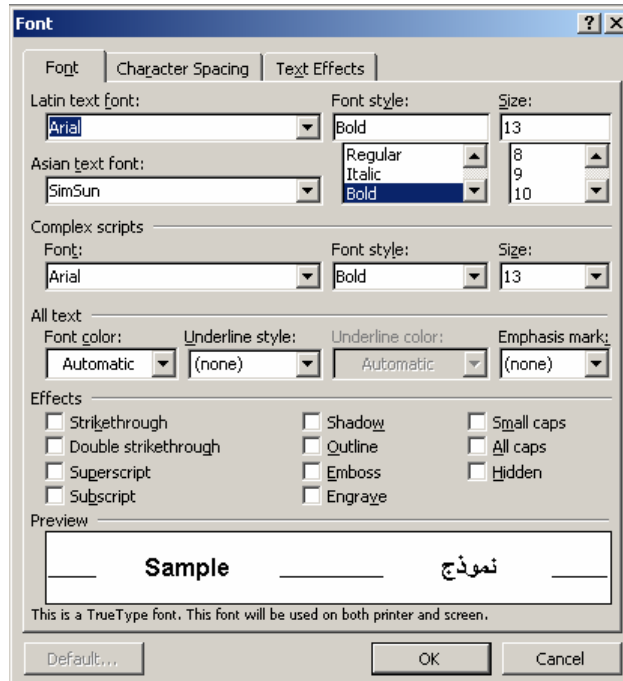 Font
Font Character Spacing Text Effects
Latin text font: Font style: Size:
Arial Bold 13
Regular 8
Italic 9
Bold 10
Asian text font:
SimSun
Complex scripts
Font: Font style: Size:
Arial Bold 13
All text
Font color: Underline style: Underline color: Emphasis mark:
Automatic (none) Automatic (none)
Effects
Strikethrough Shadow Small caps
Double strikethrough Outline All caps
Superscript Emboss Hidden
Subscript Engrave
Preview
Sample نموذج
This is a TrueType font. This font will be used on both printer and screen.
Default... OK Cancel